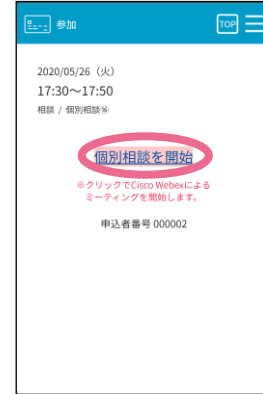 参加
TOP
2020/05/26（火）
17:30～17:50
相談 / 個別相談⑯
個別相談を開始
※クリックでCisco Webexによる
ミーティングを開始します。
申込者番号 000002